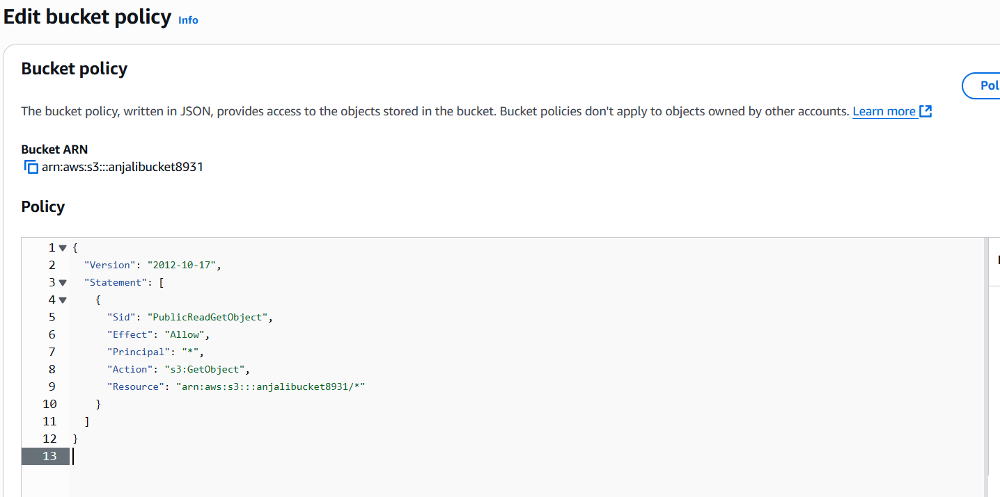 Edit bucket policy Info
Bucket policy
Pol
The bucket policy, written in JSON, provides access to the objects stored in the bucket. Bucket policies don't apply to objects owned by other accounts. Learn more
Bucket ARN
arn:aws:s3:::anjalibucket8931
Policy
1 {
2 "Version": "2012-10-17",
3 "Statement": [
4 {
5 "Sid": "PublicReadGetObject",
6 "Effect": "Allow",
7 "Principal": "*",
8 "Action": "s3:GetObject",
9 "Resource": "arn:aws:s3:::anjalibucket8931/*"
10 }
11 ]
12 }
13